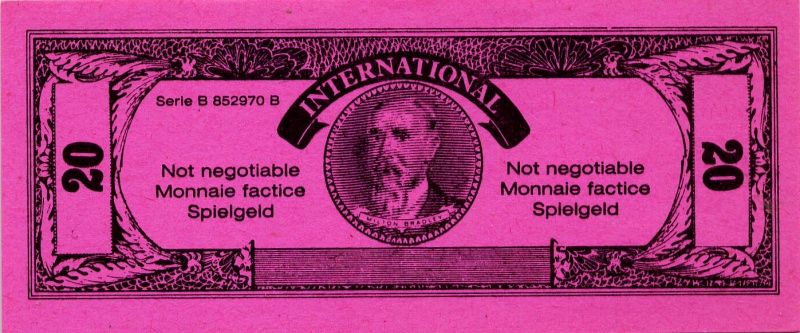 INTERNATIONAL
Serie B 852970 B
20
Not negotiable
Monnaie factice
Spielgeld
MILTON BRADLEY
Not negotiable
Monnaie factice
Spielgeld
20